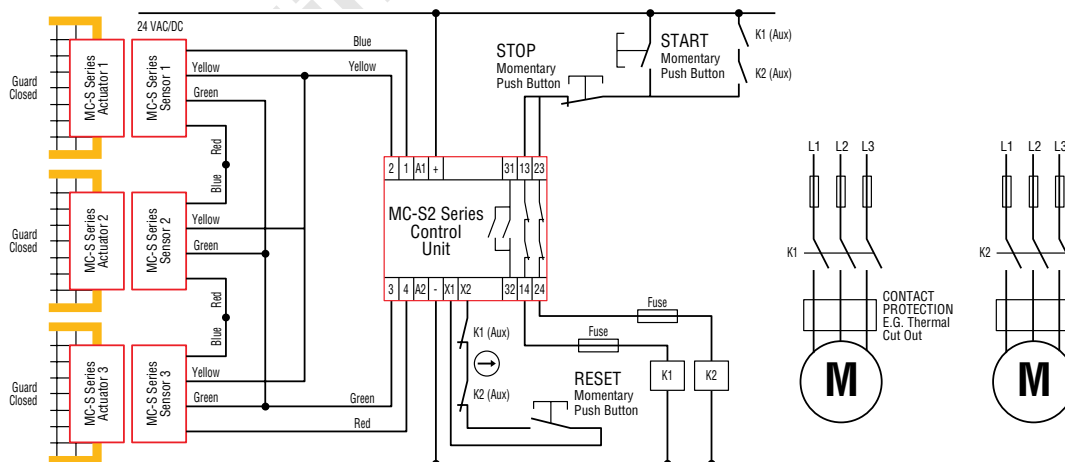 24 VAC/DC
Guard
Closed
MC-S Series
Actuator 1
MC-S Series
Sensor 1
Blue
Yellow
Yellow
Green
Red
Blue
Guard
Closed
MC-S Series
Actuator 2
MC-S Series
Sensor 2
Yellow
Green
Red
Blue
Guard
Closed
MC-S Series
Actuator 3
MC-S Series
Sensor 3
Yellow
Green
Green
Red
STOP
Momentary
Push Button
START
Momentary
Push Button
K1 (Aux)
K2 (Aux)
2 1 A1 + 31 13 23
MC-S2 Series
Control
Unit
3 4 A2 - X1 X2 32 14 24
K1 (Aux)
K2 (Aux)
Fuse
Fuse
RESET
Momentary
Push Button
K1
K2
L1 L2 L3
K1
CONTACT
PROTECTION
E.G. Thermal
Cut Out
M
L1 L2 L3
K2
M